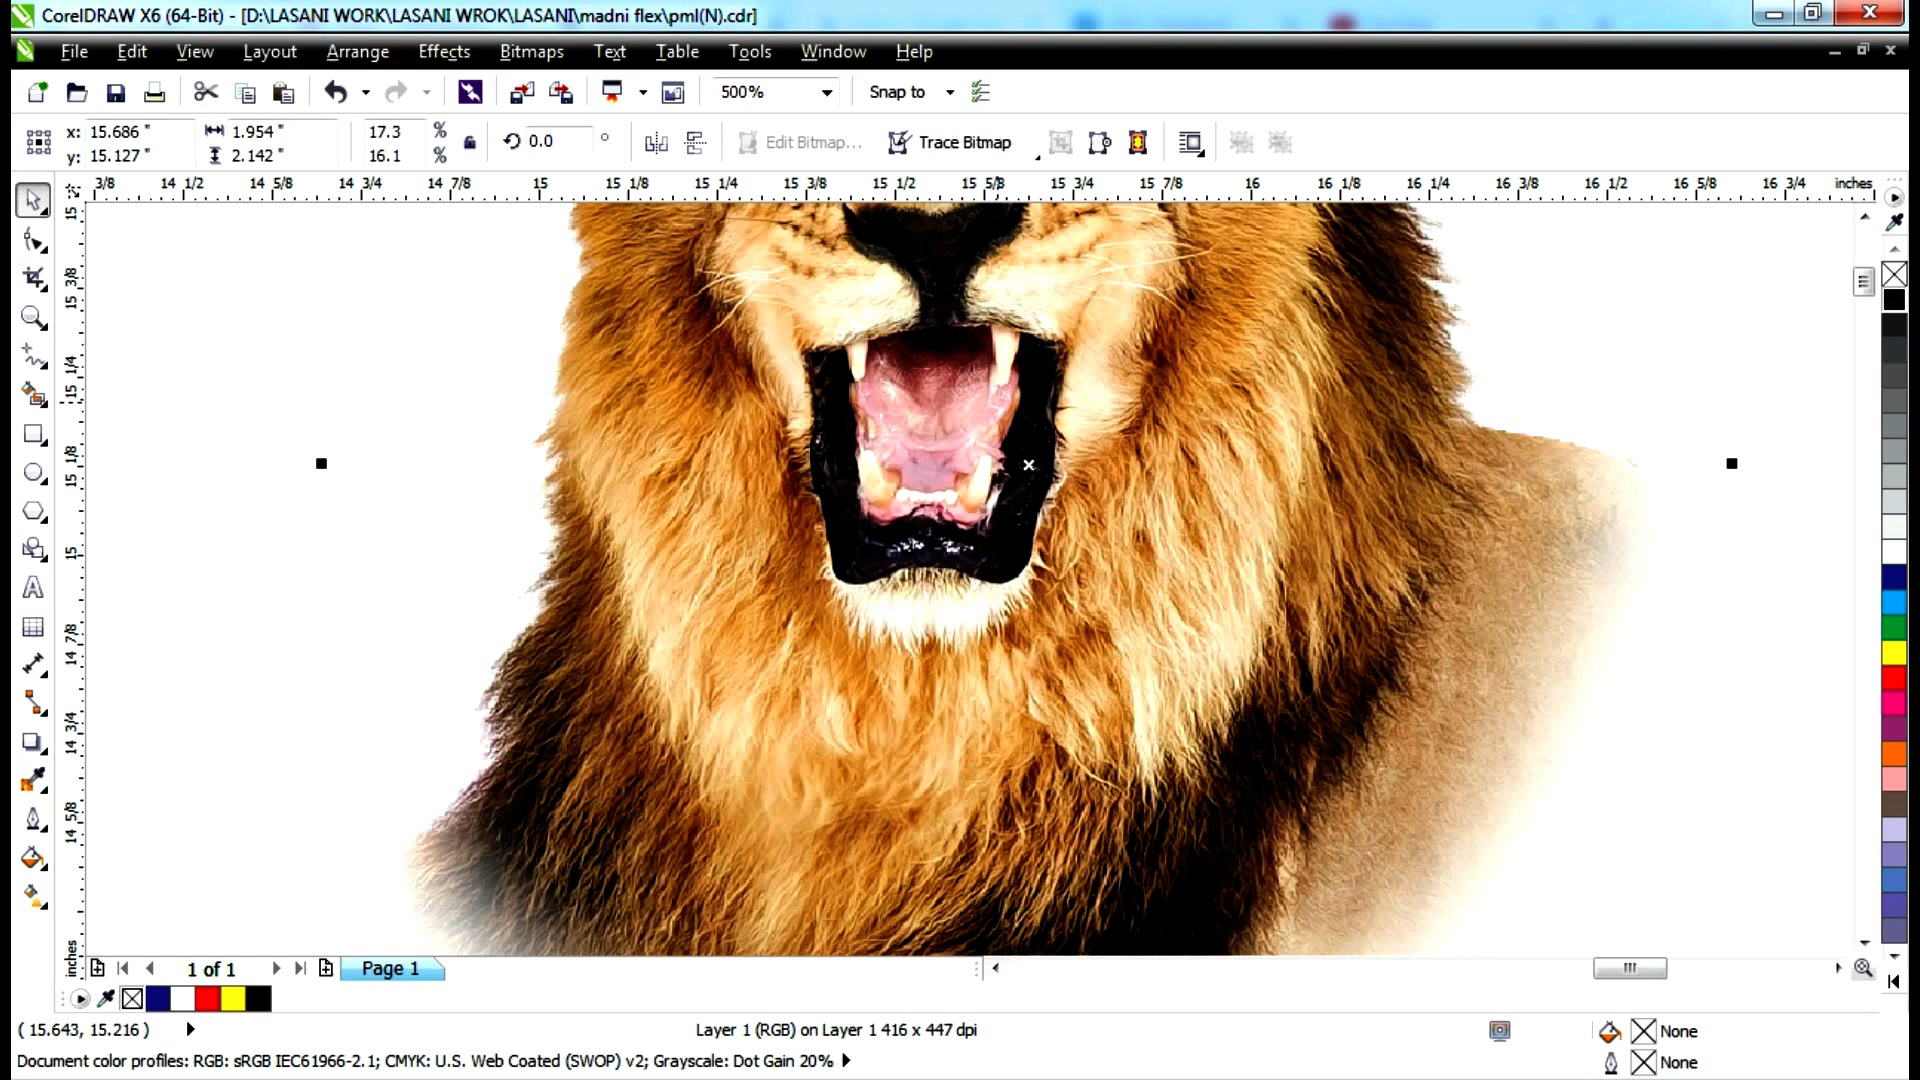 CorelDRAW X6 (64-Bit) - [D:\LASANI WORK\LASANI WROK\LASANI\madni flex\pml(N).cdr]
File Edit View Layout Arrange Effects Bitmaps Text Table Tools Window Help
500% Snap to
x: 15.686 " 1.954 " 17.3 % 0.0 ° Edit Bitmap... Trace Bitmap
y: 15.127 " 2.142 " 16.1 %
3/8 14 1/2 14 5/8 14 3/4 14 7/8 15 15 1/8 15 1/4 15 3/8 15 1/2 15 5/8 15 3/4 15 7/8 16 16 1/8 16 1/4 16 3/8 16 1/2 16 5/8 16 3/4 inches
15
15 3/8
15 1/4
15 1/8
15
14 7/8
14 3/4
14 5/8
inches
1 of 1 Page 1
( 15.643, 15.216 ) Layer 1 (RGB) on Layer 1 416 x 447 dpi None
Document color profiles: RGB: sRGB IEC61966-2.1; CMYK: U.S. Web Coated (SWOP) v2; Grayscale: Dot Gain 20% None